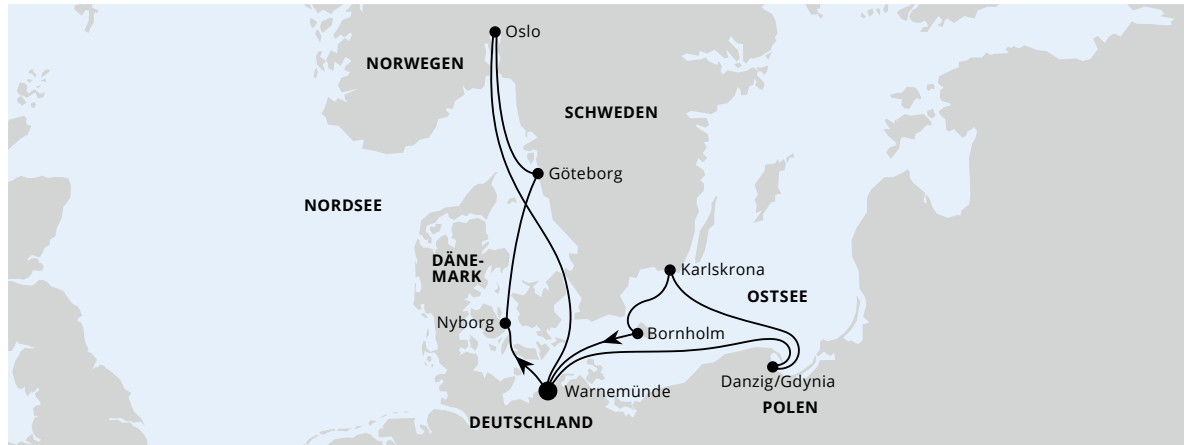 Oslo
NORWEGEN
SCHWEDEN
Göteborg
NORDSEE
DÄNE-
MARK
Karlskrona
OSTSEE
Nyborg
Bornholm
Danzig/Gdynia
Warnemünde
POLEN
DEUTSCHLAND